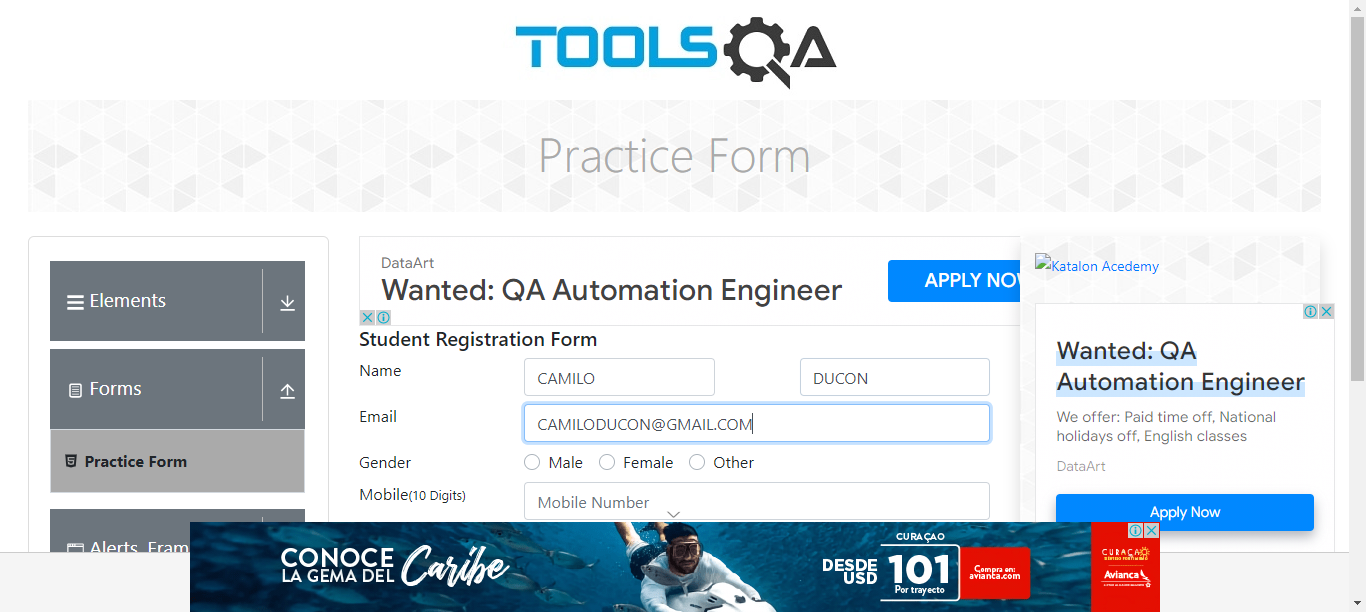 TOOLSQA
Practice Form
Elements
Forms
Practice Form
Alerts, Fram
DataArt
Wanted: QA Automation Engineer
APPLY NOW
Student Registration Form
Name
CAMILO
DUCON
Email
CAMILODUCON@GMAIL.COM
Gender
Male
Female
Other
Mobile(10 Digits)
Mobile Number
Katalon Acedemy
Wanted: QA
Automation Engineer
We offer: Paid time off, National
holidays off, English classes
DataArt
Apply Now
CONOCE
LA GEMA DEL
Caribe
CURAÇAO
DESDE
USD
101
Por trayecto
Compra en:
avianca.com
CURAÇAO
Avianca